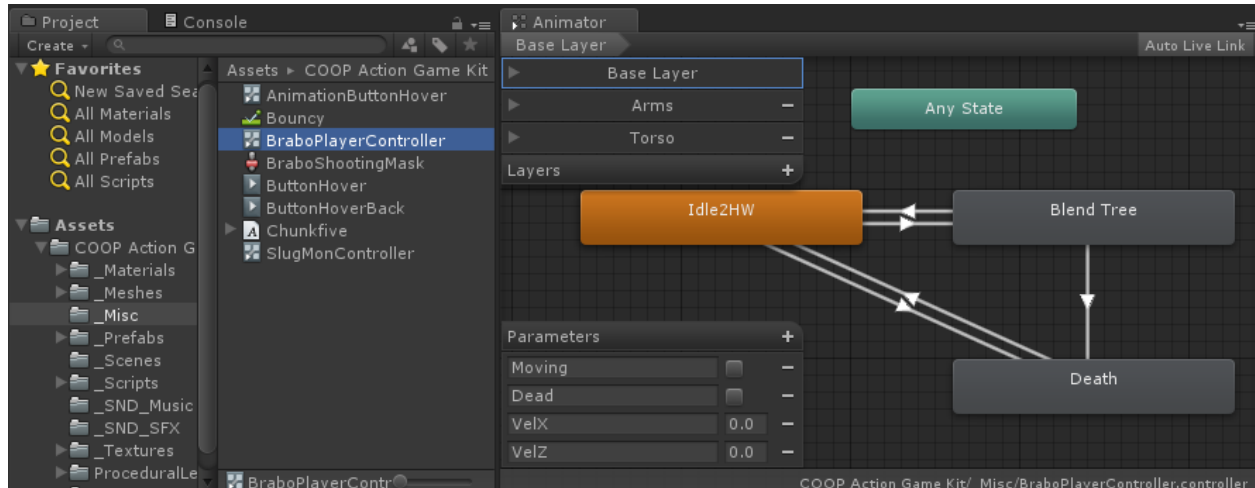 Project
Console
Create
Favorites
New Saved Sea
All Materials
All Models
All Prefabs
All Scripts
Assets
COOP Action G
_Materials
_Meshes
_Misc
_Prefabs
_Scenes
_Scripts
_SND_Music
_SND_SFX
_Textures
ProceduralLe
Assets ▸ COOP Action Game Kit
AnimationButtonHover
Bouncy
BraboPlayerController
BraboShootingMask
ButtonHover
ButtonHoverBack
Chunkfive
SlugMonController
BraboPlayerContr
Animator
Base Layer
Auto Live Link
Base Layer
Arms
Torso
Layers
Any State
Idle2HW
Blend Tree
Death
Parameters
Moving
Dead
VelX 0.0
VelZ 0.0
COOP Action Game Kit/_Misc/BraboPlayerController.controller